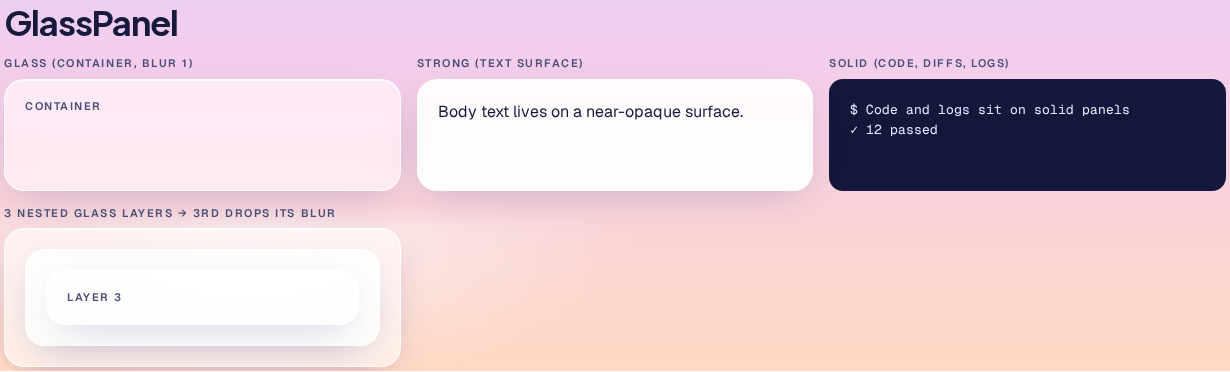 GlassPanel
GLASS (CONTAINER, BLUR 1)
CONTAINER
STRONG (TEXT SURFACE)
Body text lives on a near-opaque surface.
SOLID (CODE, DIFFS, LOGS)
$ Code and logs sit on solid panels
✓ 12 passed
3 NESTED GLASS LAYERS → 3RD DROPS ITS BLUR
LAYER 3